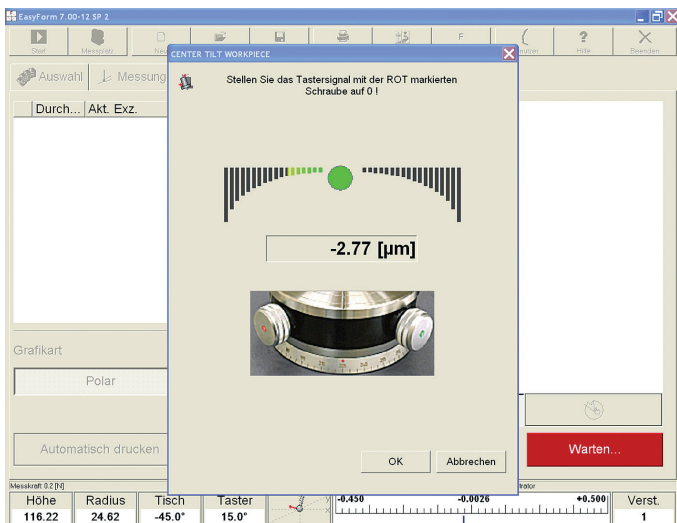 EasyForm 7.00-12 SP 2
Start
Messplatz
F
Hilfe
Beenden
CENTER TILT WORKPIECE
Auswahl
Messung
Stellen Sie das Tastersignal mit der ROT markierten
Schraube auf 0 !
Durch...
Akt. Exz.
-2.77 [µm]
Grafikart
Polar
Automatisch drucken
Warten...
OK
Abbrechen
Messkraft 0.2 [N]
Höhe
Radius
Tisch
Taster
-0.450
-0.0026
+0.500
Verst.
116.22
24.62
-45.0°
15.0°
1